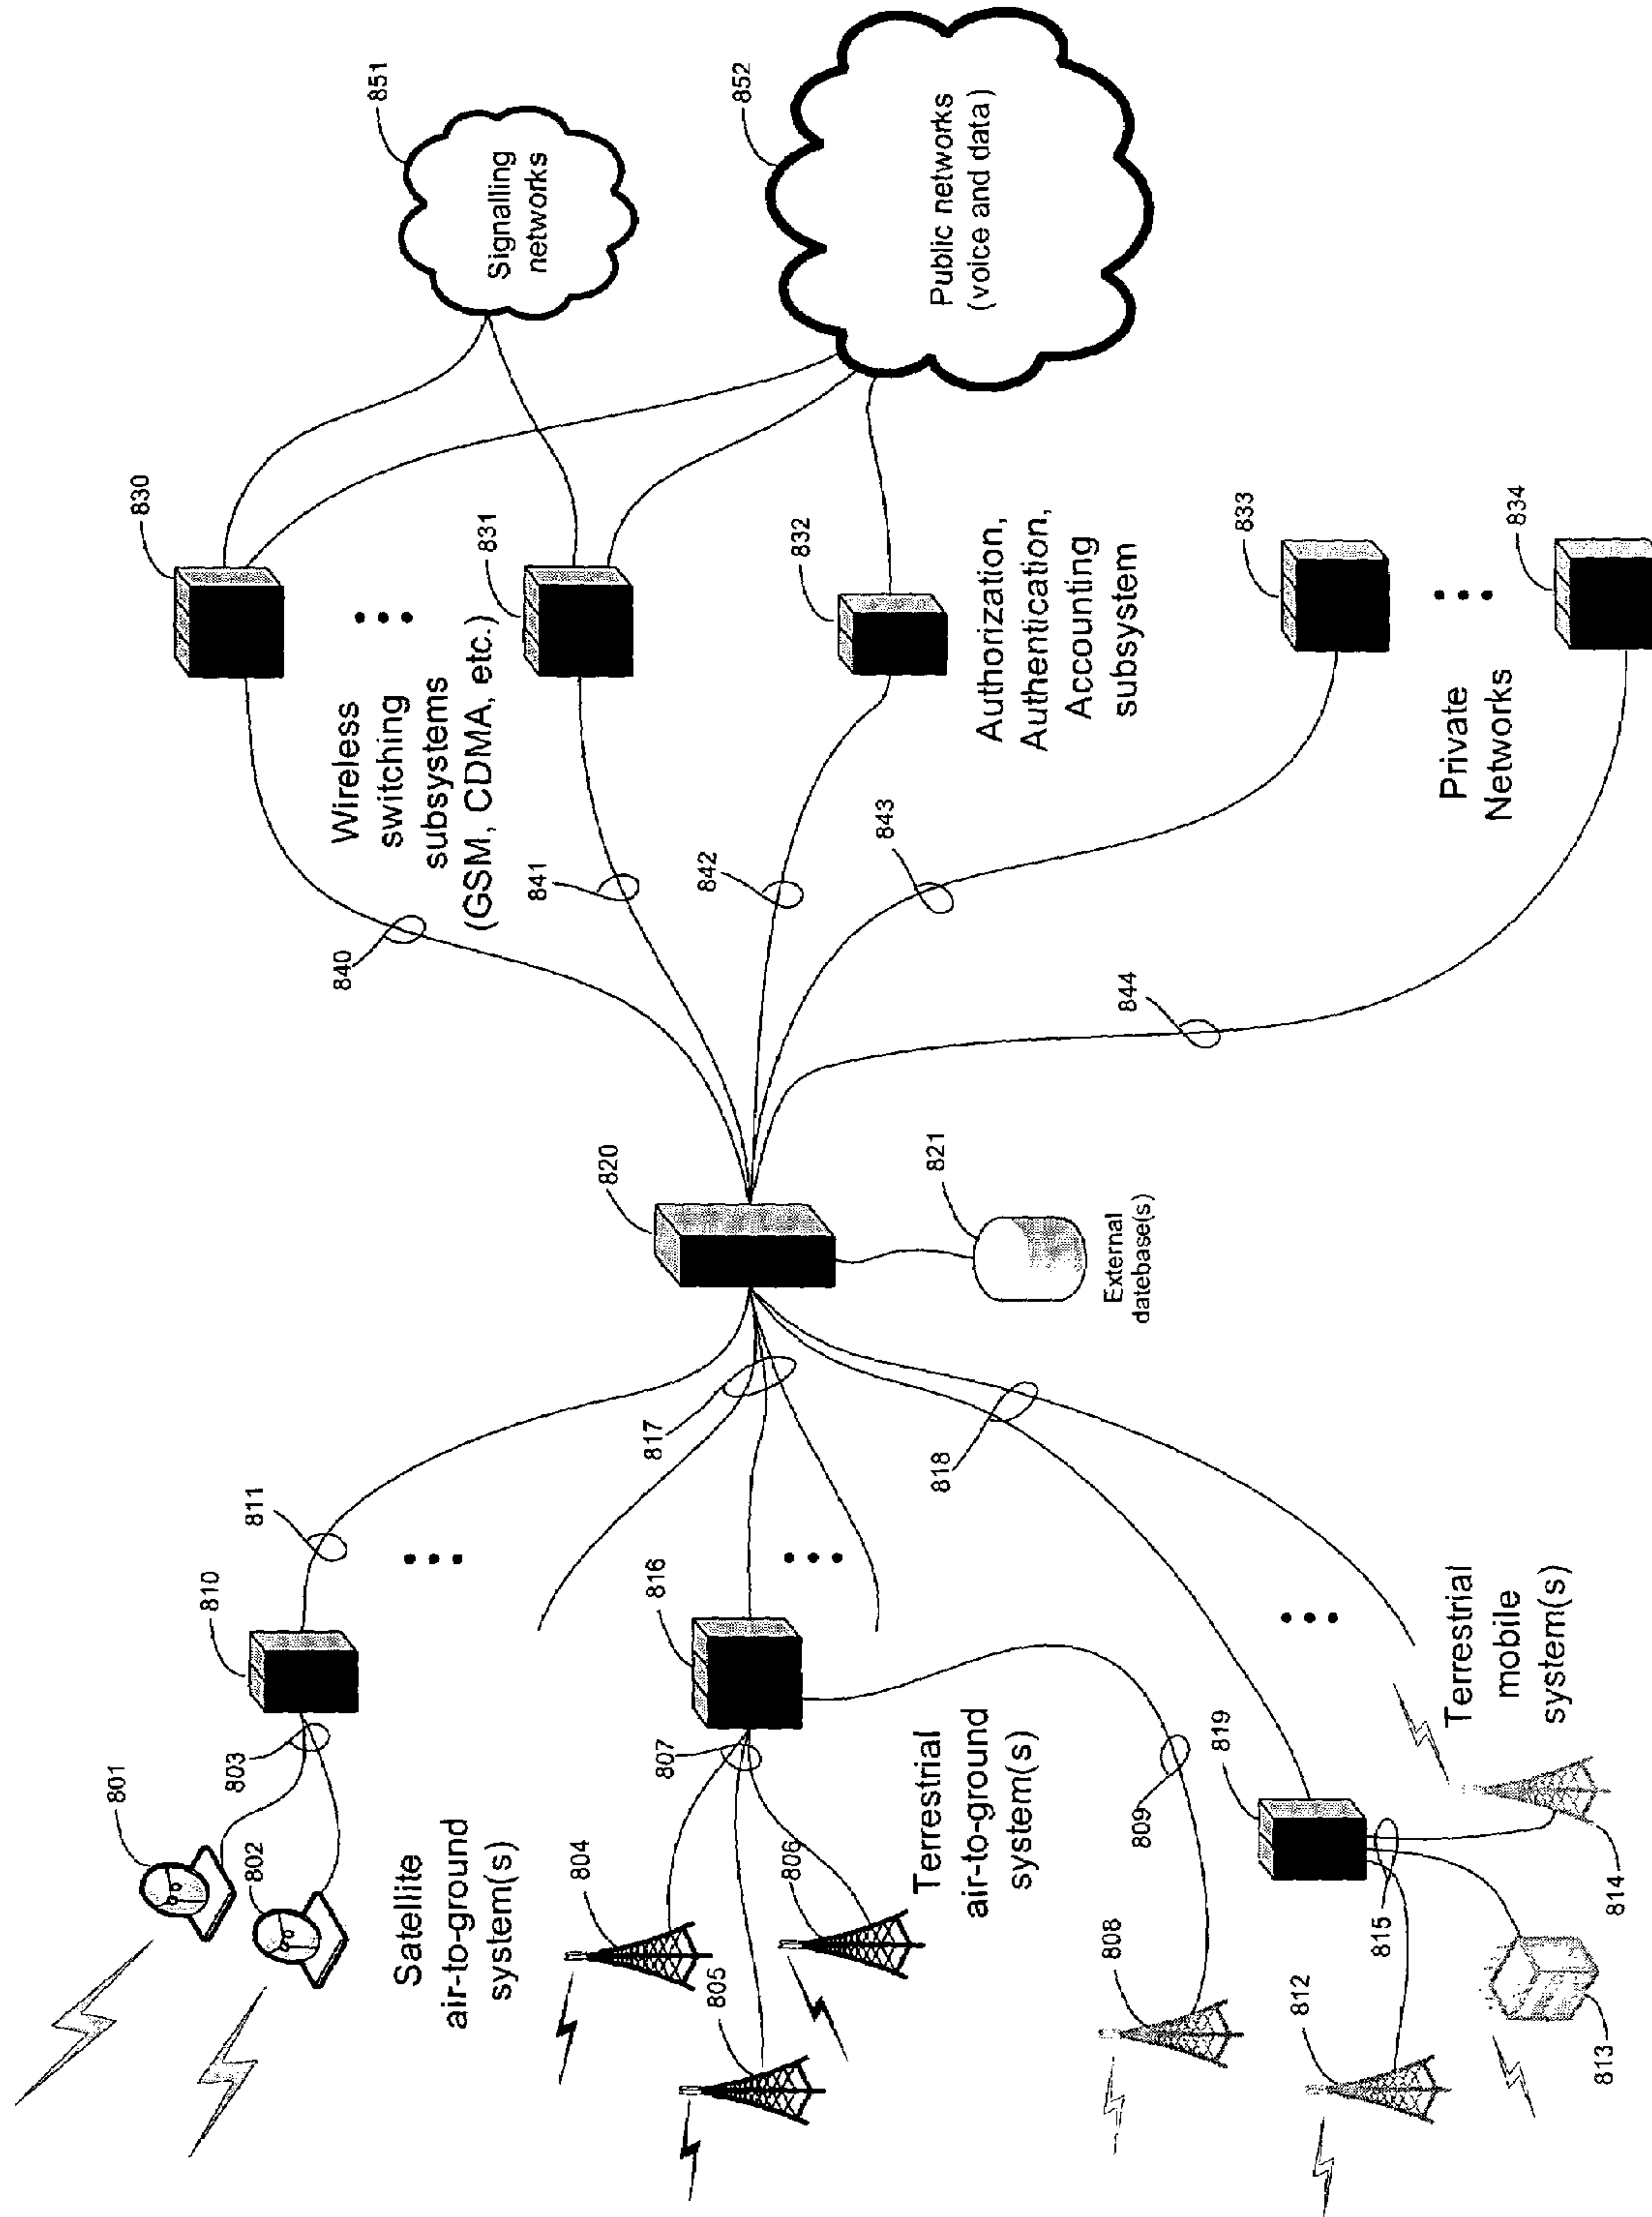 801
802
803
810
811
Satellite
air-to-ground
system(s)
804
805
806
807
816
817
Terrestrial
air-to-ground
system(s)
808
809
812
813
814
815
819
818
Terrestrial
mobile
system(s)
820
821
External
datebase(s)
840
841
842
843
844
830
Wireless
switching
subsystems
(GSM, CDMA, etc.)
831
832
Authorization,
Authentication,
Accounting
subsystem
833
Private
Networks
834
851
Signalling
networks
852
Public networks
(voice and data)